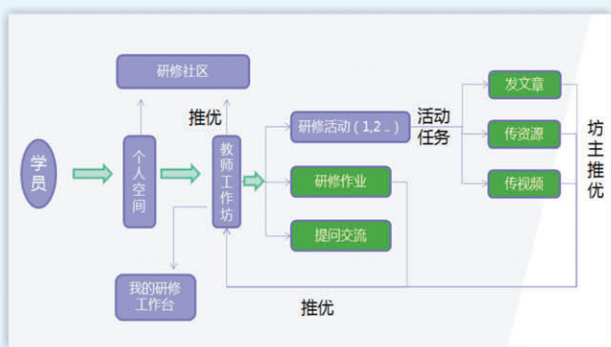 研修社区
发文章
推优
研修活动（1,2 ..）
活动
任务
传资源
坊主推优
学员
个人空间
教师工作坊
研修作业
传视频
提问交流
我的研修
工作台
推优